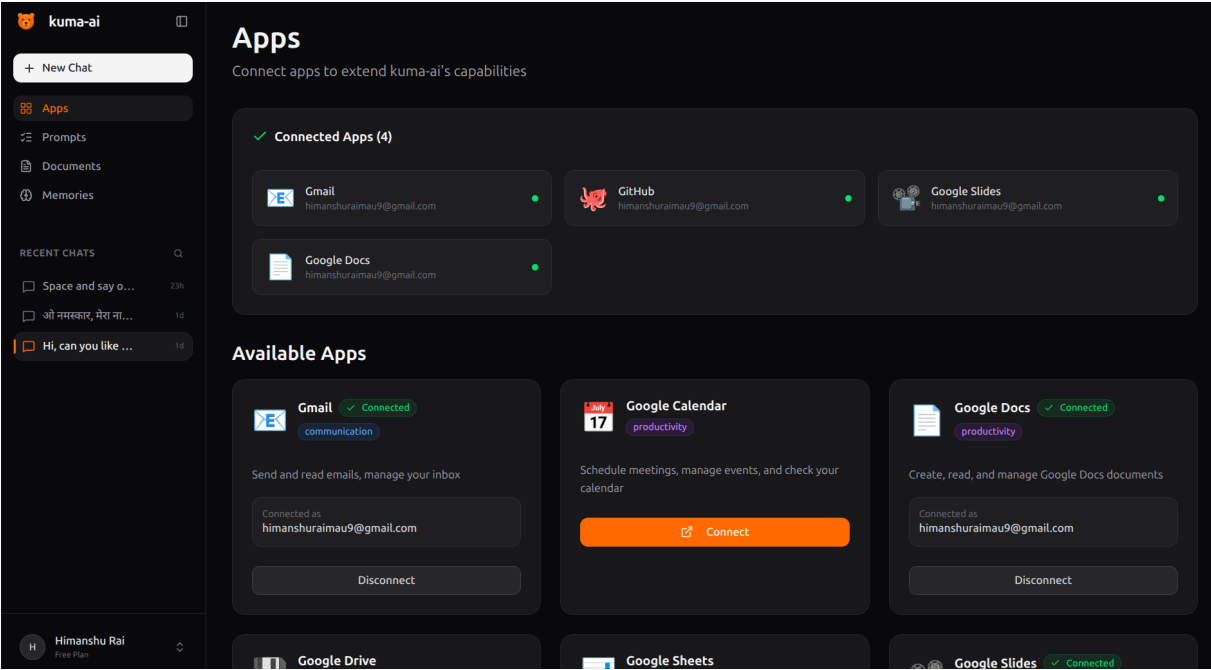 kuma-ai
New Chat
Apps
Prompts
Documents
Memories
RECENT CHATS
Space and say o... 23h
ओ नमस्कार, मेरा ना... 1d
Hi, can you like ... 1d
H
Himanshu Rai
Free Plan
Apps
Connect apps to extend kuma-ai's capabilities
Connected Apps (4)
Gmail
himanshuraimau9@gmail.com
GitHub
himanshuraimau9@gmail.com
Google Slides
himanshuraimau9@gmail.com
Google Docs
himanshuraimau9@gmail.com
Available Apps
Gmail Connected
communication
Send and read emails, manage your inbox
Connected as
himanshuraimau9@gmail.com
Disconnect
July
17
Google Calendar
productivity
Schedule meetings, manage events, and check your
calendar
Connect
Google Docs Connected
productivity
Create, read, and manage Google Docs documents
Connected as
himanshuraimau9@gmail.com
Disconnect
Google Drive
Google Sheets
Google Slides Connected